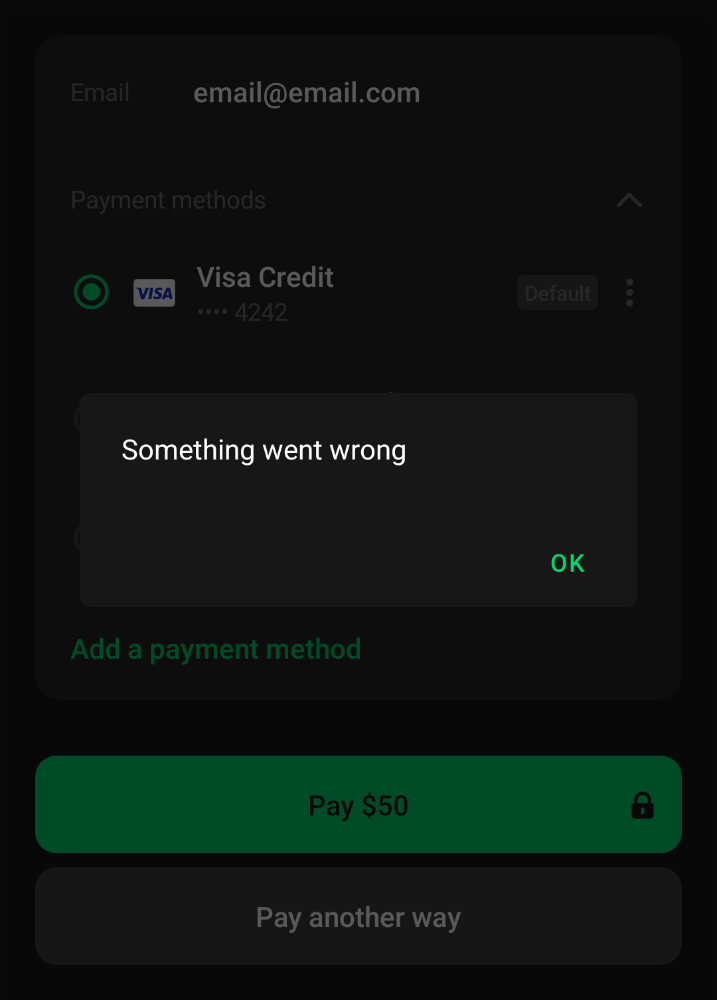 Email email@email.com
Payment methods
VISA Visa Credit Default
•••• 4242
Something went wrong
OK
Add a payment method
Pay $50
Pay another way